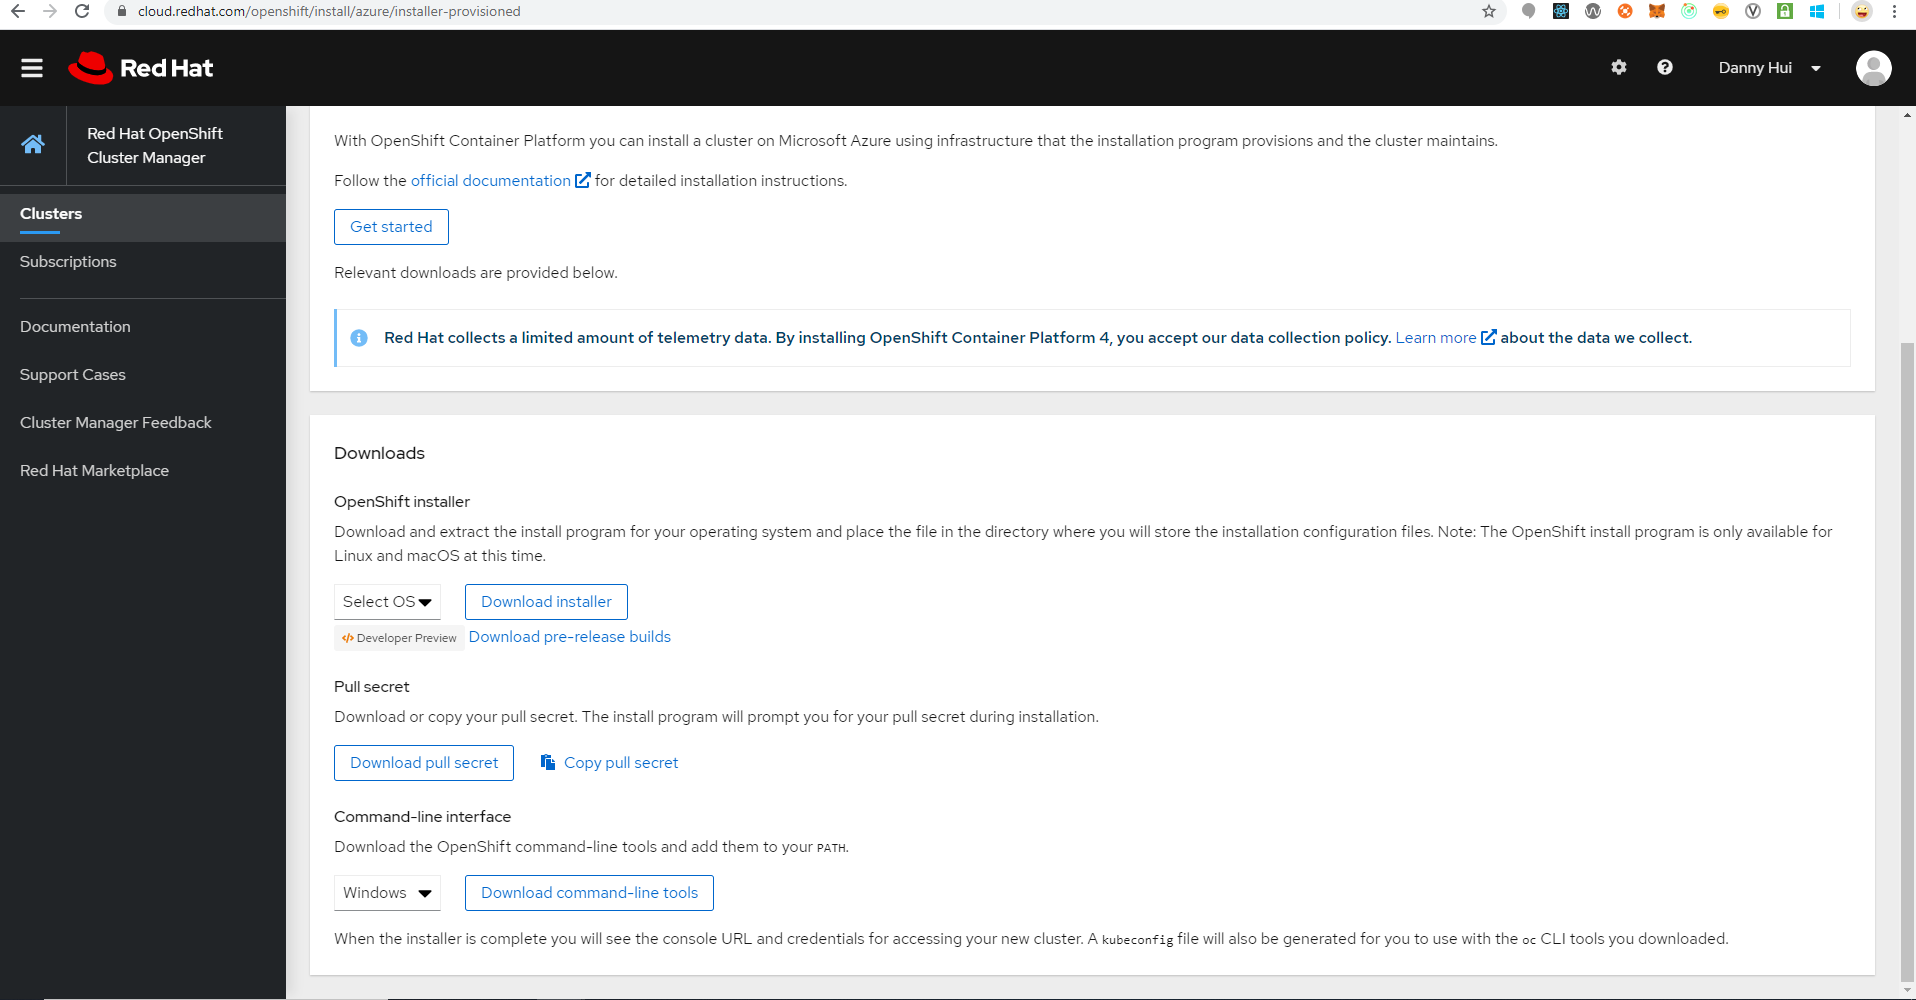 cloud.redhat.com/openshift/install/azure/installer-provisioned
Red Hat
Danny Hui
Red Hat OpenShift
Cluster Manager
Clusters
Subscriptions
Documentation
Support Cases
Cluster Manager Feedback
Red Hat Marketplace
With OpenShift Container Platform you can install a cluster on Microsoft Azure using infrastructure that the installation program provisions and the cluster maintains.
Follow the official documentation for detailed installation instructions.
Get started
Relevant downloads are provided below.
Red Hat collects a limited amount of telemetry data. By installing OpenShift Container Platform 4, you accept our data collection policy. Learn more about the data we collect.
Downloads
OpenShift installer
Download and extract the install program for your operating system and place the file in the directory where you will store the installation configuration files. Note: The OpenShift install program is only available for
Linux and macOS at this time.
Select OS
Download installer
Developer Preview Download pre-release builds
Pull secret
Download or copy your pull secret. The install program will prompt you for your pull secret during installation.
Download pull secret
Copy pull secret
Command-line interface
Download the OpenShift command-line tools and add them to your PATH.
Windows
Download command-line tools
When the installer is complete you will see the console URL and credentials for accessing your new cluster. A kubeconfig file will also be generated for you to use with the oc CLI tools you downloaded.